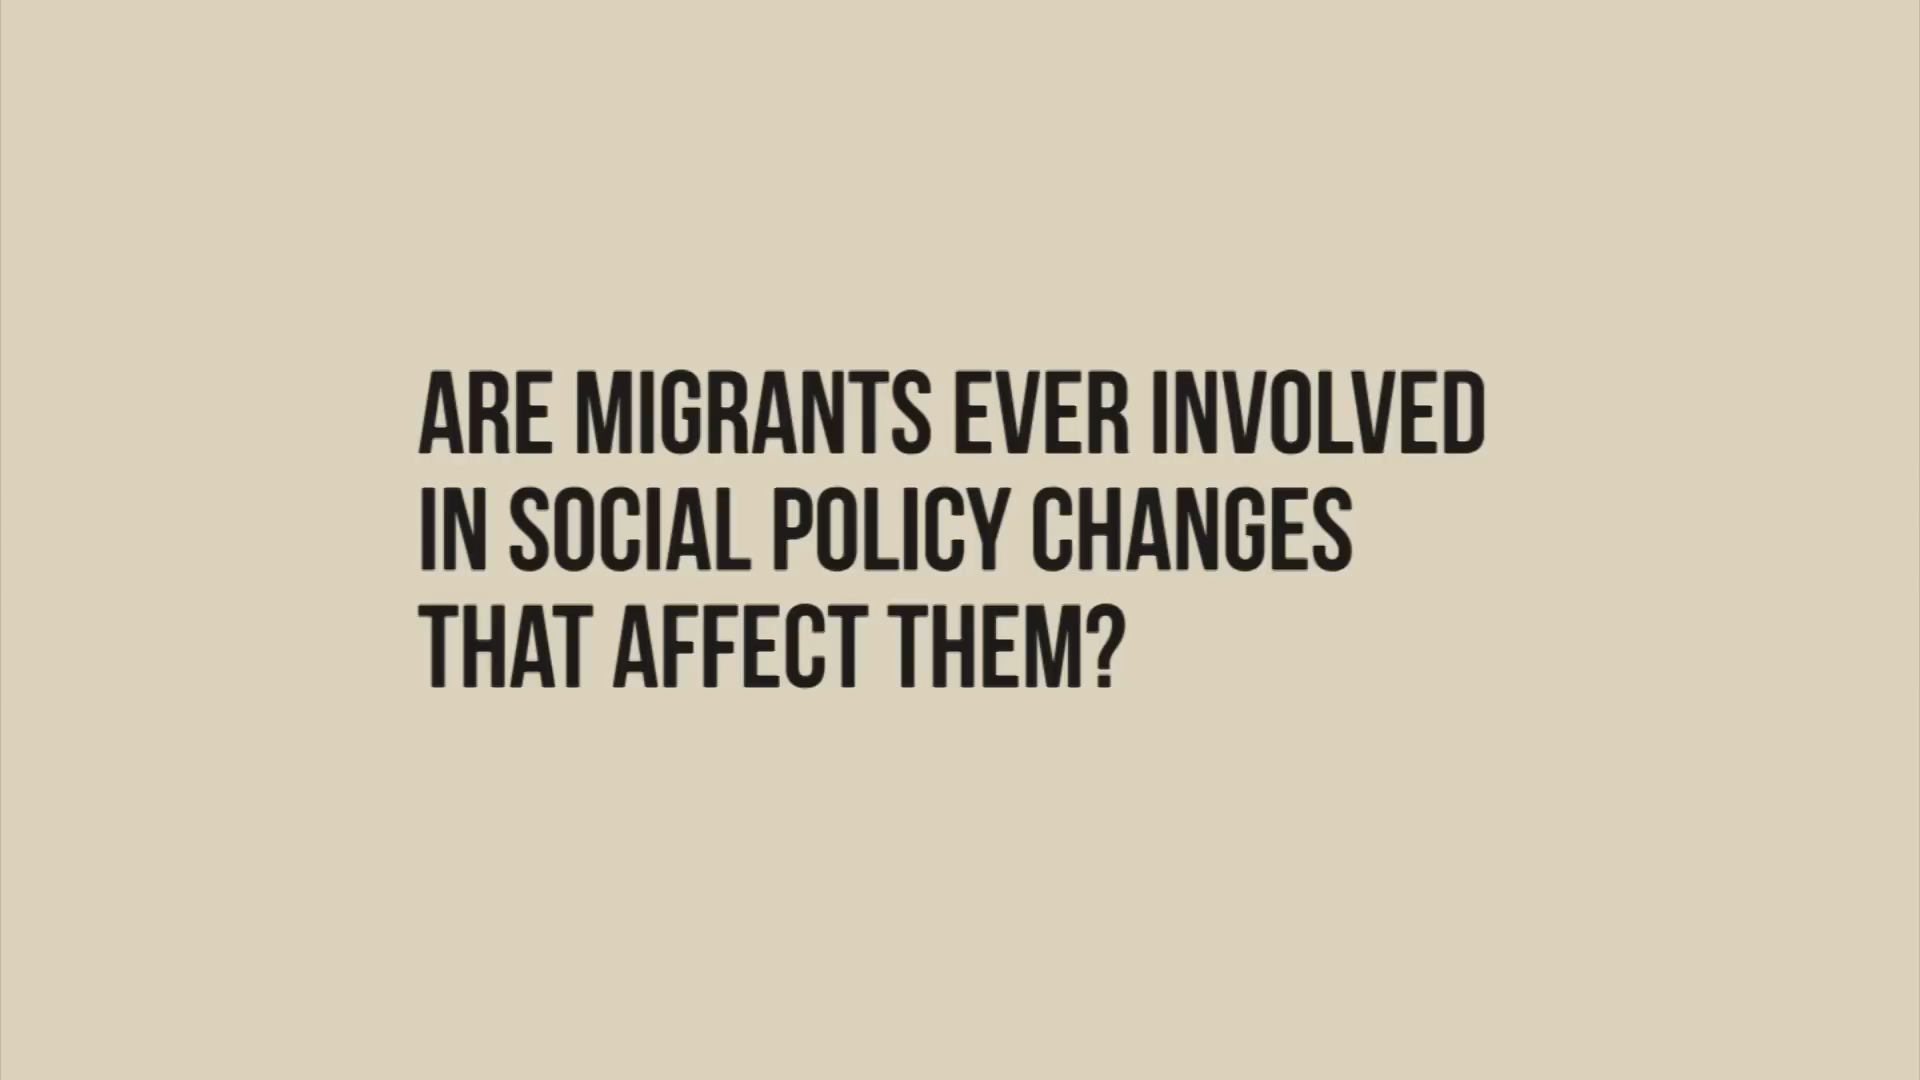 ARE MIGRANTS EVER INVOLVED
IN SOCIAL POLICY CHANGES
THAT AFFECT THEM?